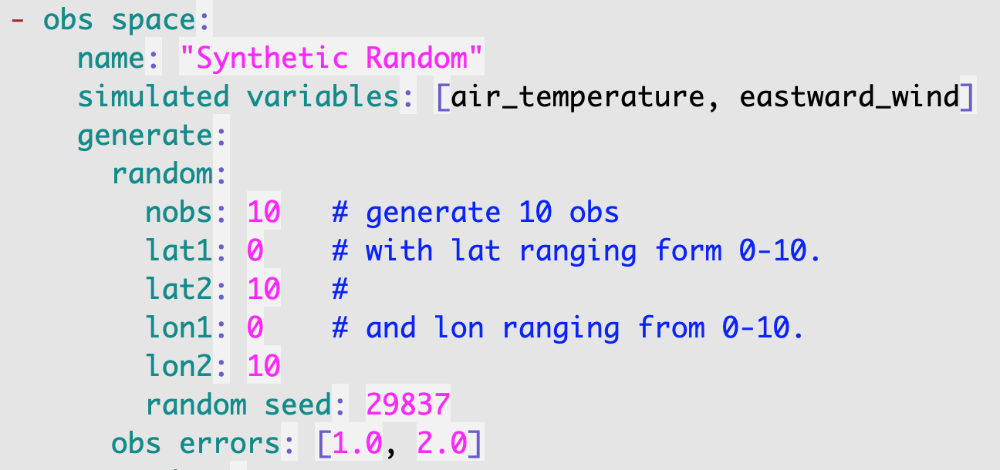 - obs space:
name: "Synthetic Random"
simulated variables: [air_temperature, eastward_wind]
generate:
random:
nobs: 10 # generate 10 obs
lat1: 0 # with lat ranging form 0-10.
lat2: 10 #
lon1: 0 # and lon ranging from 0-10.
lon2: 10
random seed: 29837
obs errors: [1.0, 2.0]